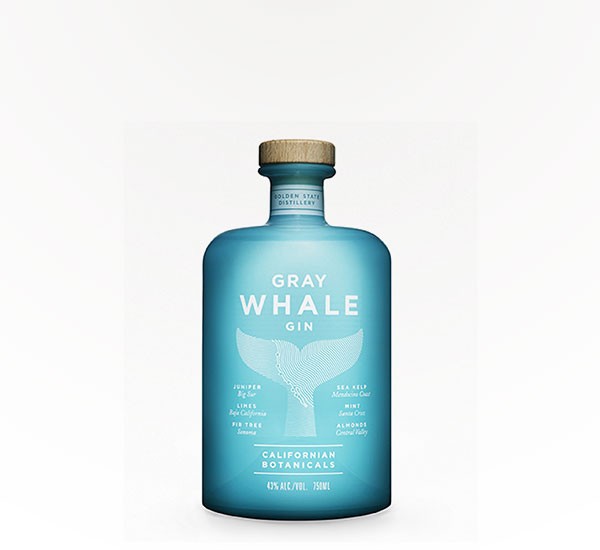 GOLDEN STATE
DISTILLERY
GRAY
WHALE
GIN
JUNIPER
Big Sur
LIMES
Baja California
FIR TREE
Sonoma
SEA KELP
Mendocino Coast
MINT
Santa Cruz
ALMONDS
Central Valley
CALIFORNIAN
BOTANICALS
43% ALC/VOL. 750ML